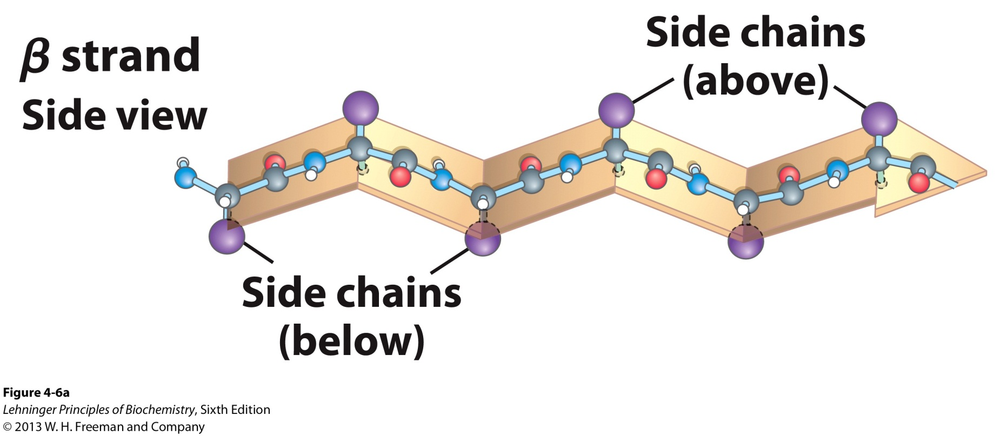 β strand
Side view
Side chains
(above)
Side chains
(below)
Figure 4-6a
Lehninger Principles of Biochemistry, Sixth Edition
© 2013 W. H. Freeman and Company